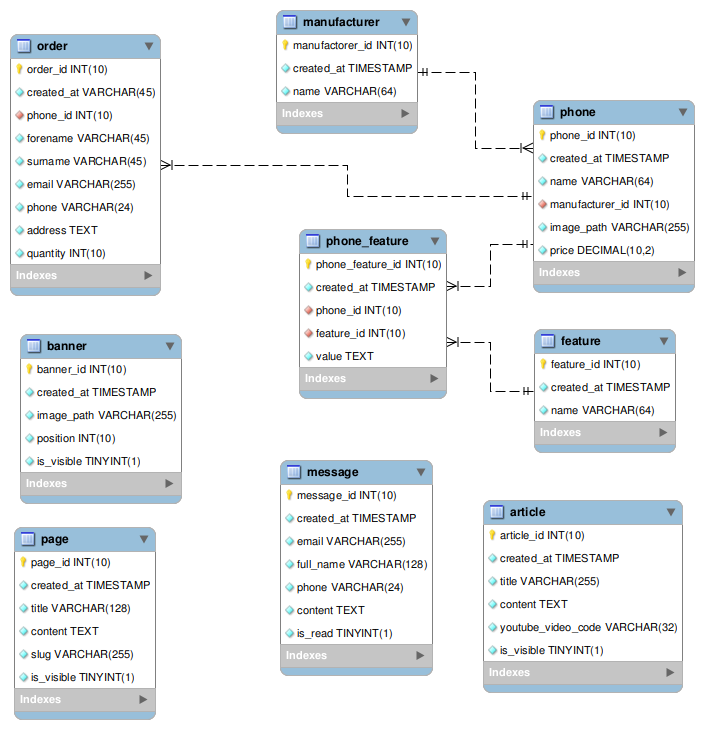 manufacturer
manufactorer_id INT(10)
created_at TIMESTAMP
name VARCHAR(64)
Indexes
order
order_id INT(10)
created_at VARCHAR(45)
phone_id INT(10)
forename VARCHAR(45)
surname VARCHAR(45)
email VARCHAR(255)
phone VARCHAR(24)
address TEXT
quantity INT(10)
Indexes
phone
phone_id INT(10)
created_at TIMESTAMP
name VARCHAR(64)
manufacturer_id INT(10)
image_path VARCHAR(255)
price DECIMAL(10,2)
Indexes
phone_feature
phone_feature_id INT(10)
created_at TIMESTAMP
phone_id INT(10)
feature_id INT(10)
value TEXT
Indexes
banner
banner_id INT(10)
created_at TIMESTAMP
image_path VARCHAR(255)
position INT(10)
is_visible TINYINT(1)
Indexes
feature
feature_id INT(10)
created_at TIMESTAMP
name VARCHAR(64)
Indexes
message
message_id INT(10)
created_at TIMESTAMP
email VARCHAR(255)
full_name VARCHAR(128)
phone VARCHAR(24)
content TEXT
is_read TINYINT(1)
Indexes
article
article_id INT(10)
created_at TIMESTAMP
title VARCHAR(255)
content TEXT
youtube_video_code VARCHAR(32)
is_visible TINYINT(1)
Indexes
page
page_id INT(10)
created_at TIMESTAMP
title VARCHAR(128)
content TEXT
slug VARCHAR(255)
is_visible TINYINT(1)
Indexes